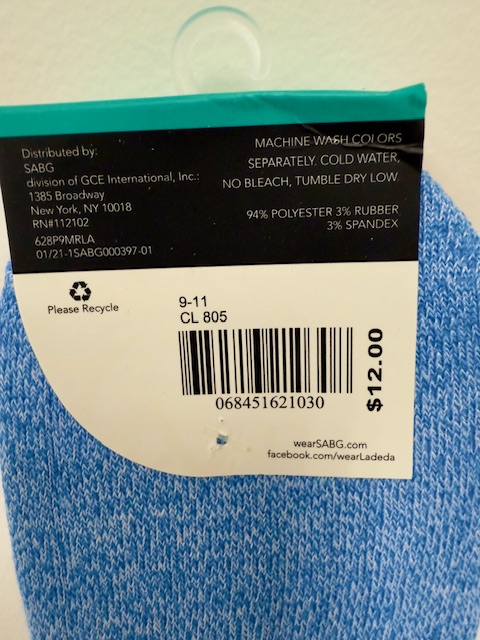 Distributed by:
SABG
division of GCE International, Inc.:
1385 Broadway
New York, NY 10018
RN#112102
628P9MRLA
01/21-1SABG000397-01
MACHINE WASH COLORS
SEPARATELY. COLD WATER,
NO BLEACH, TUMBLE DRY LOW.
94% POLYESTER 3% RUBBER
3% SPANDEX
Please Recycle
9-11
CL 805
068451621030
$12.00
wearSABG.com
facebook.com/wearLadeda